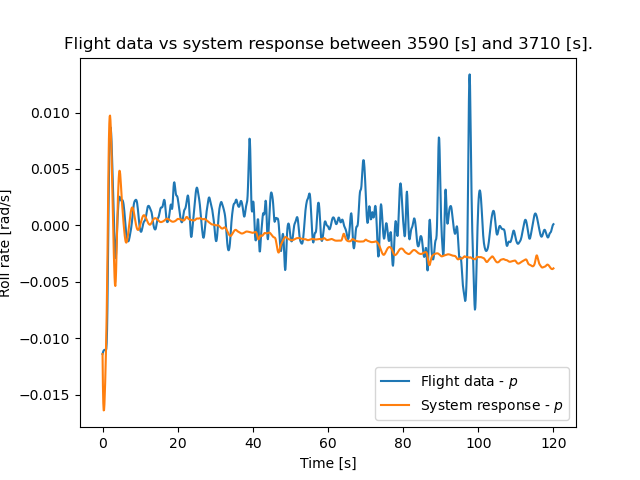 Flight data vs system response between 3590 [s] and 3710 [s].
Roll rate [rad/s]
0.010
0.005
0.000
−0.005
−0.010
−0.015
Flight data - p
System response - p
0 20 40 60 80 100 120
Time [s]